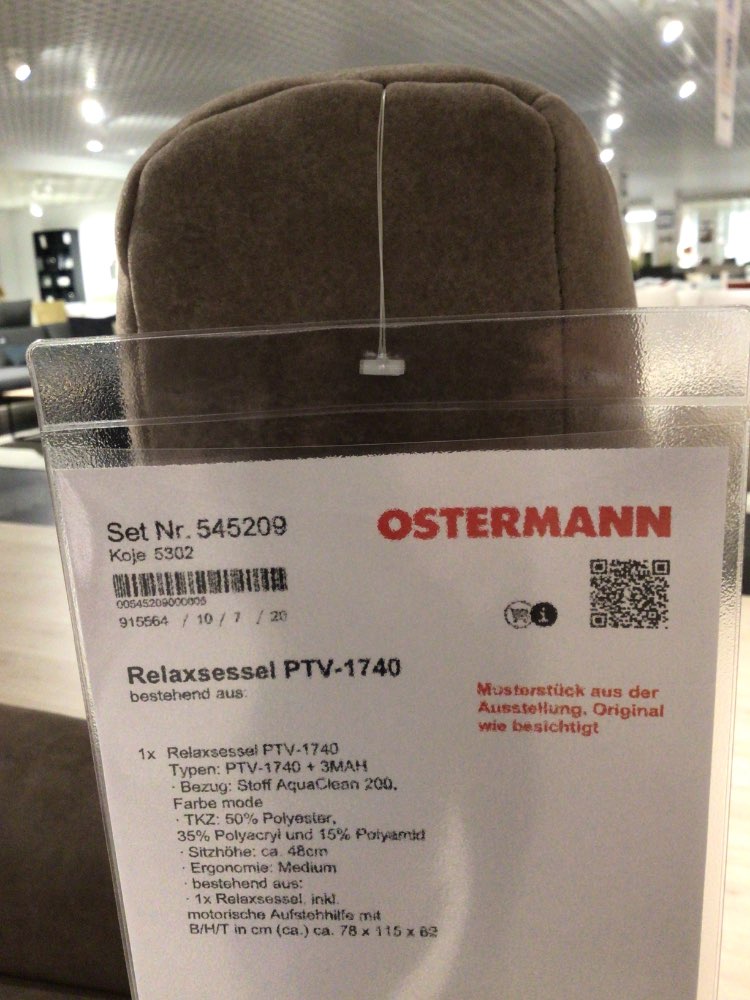 Set Nr. 545209
OSTERMANN
Koje 5302
00545209000005
915564 / 10 / 7 / 20
Relaxsessel PTV-1740
bestehend aus:
Musterstück aus der
Ausstellung. Original
wie besichtigt
1x Relaxsessel PTV-1740
Typen: PTV-1740 + 3MAH
· Bezug: Stoff AquaClean 200,
Farbe mode
· TKZ: 50% Polyester,
35% Polyacryl und 15% Polyamid
· Sitzhöhe: ca. 48cm
· Ergonomie: Medium
· bestehend aus:
· 1x Relaxsessel, inkl.
motorische Aufstehhilfe mit
B/H/T in cm (ca.) ca. 78 x 115 x 82